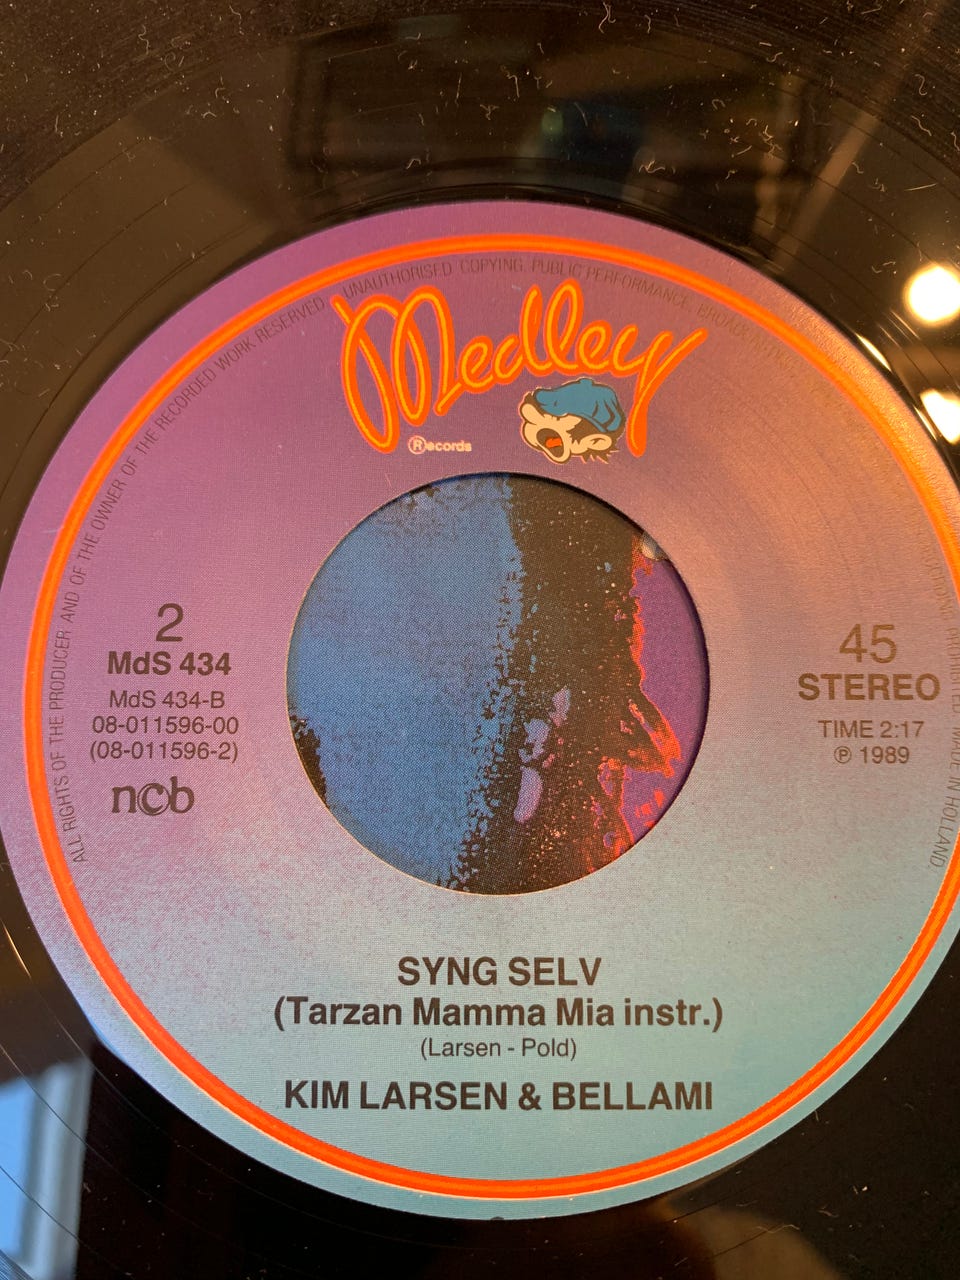 ALL RIGHTS OF THE PRODUCER AND OF THE OWNER OF THE RECORDED WORK RESERVED. UNAUTHORISED COPYING, PUBLIC PERFORMANCE, PROHIBITED. MADE IN HOLLAND.
Medley
Records
2
MdS 434
MdS 434-B
08-011596-00
(08-011596-2)
ncb
45
STEREO
TIME 2:17
℗ 1989
SYNG SELV
(Tarzan Mamma Mia instr.)
(Larsen - Pold)
KIM LARSEN & BELLAMI